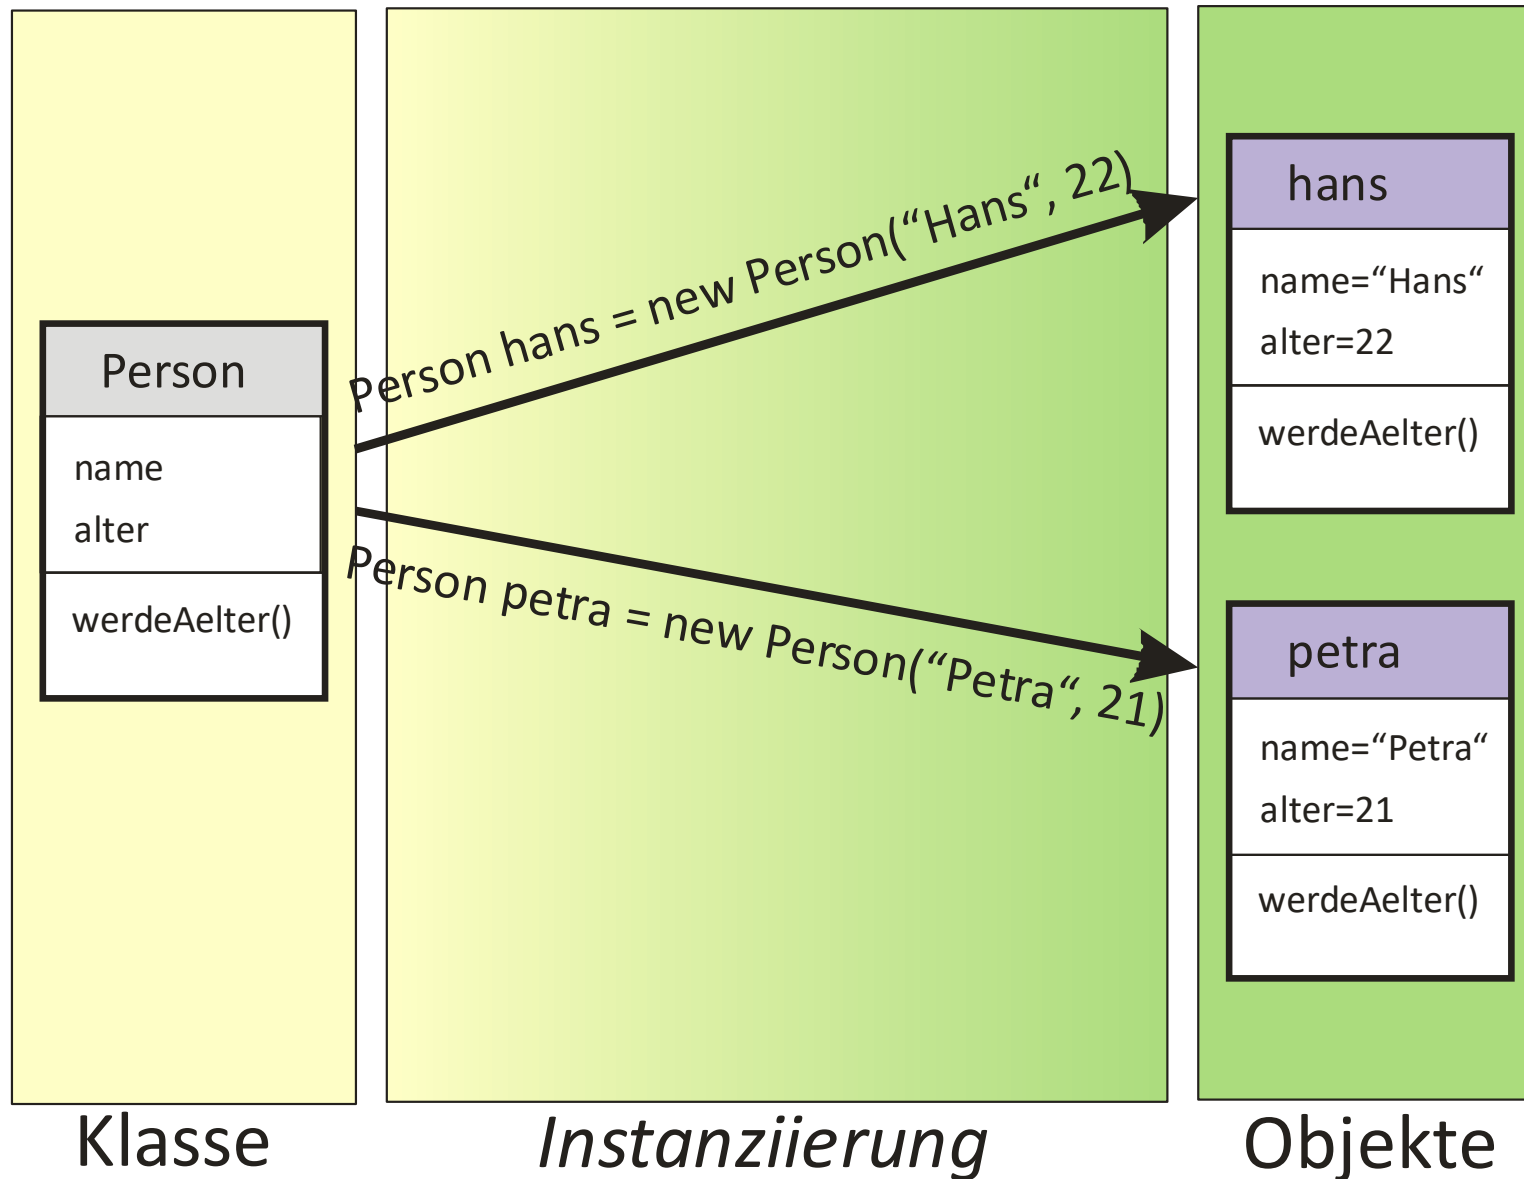 Person
name
alter
werdeAelter()
Person hans = new Person(“Hans“, 22)
Person petra = new Person(“Petra“, 21)
hans
name=“Hans“
alter=22
werdeAelter()
petra
name=“Petra“
alter=21
werdeAelter()
Klasse
Instanziierung
Objekte